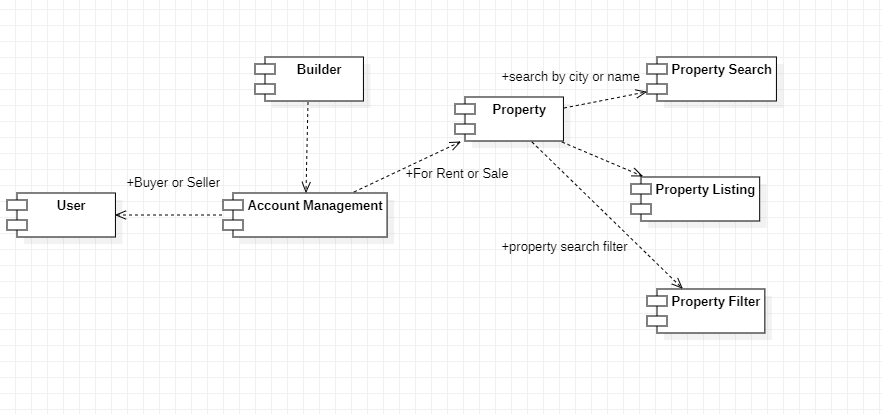 Builder
+search by city or name
Property Search
Property
+For Rent or Sale
+Buyer or Seller
Property Listing
User
Account Management
+property search filter
Property Filter